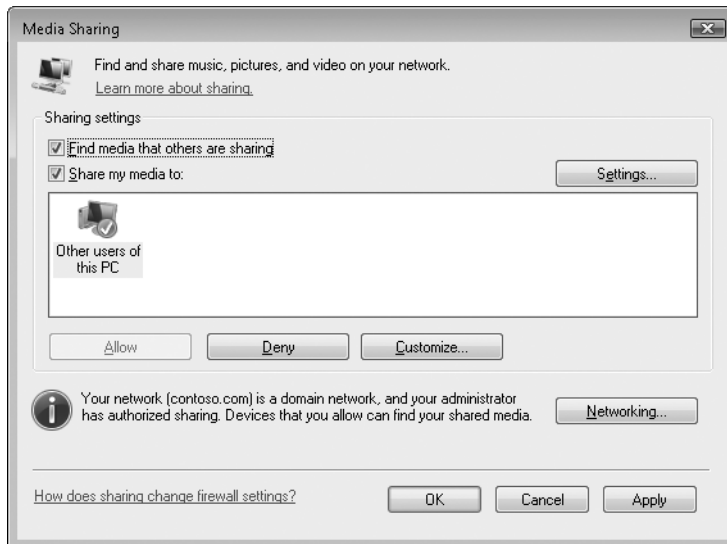 Media Sharing
Find and share music, pictures, and video on your network.
Learn more about sharing.
Sharing settings
Find media that others are sharing
Share my media to:
Settings...
Other users of
this PC
Allow
Deny
Customize...
Your network (contoso.com) is a domain network, and your administrator
has authorized sharing. Devices that you allow can find your shared media.
Networking...
How does sharing change firewall settings?
OK
Cancel
Apply